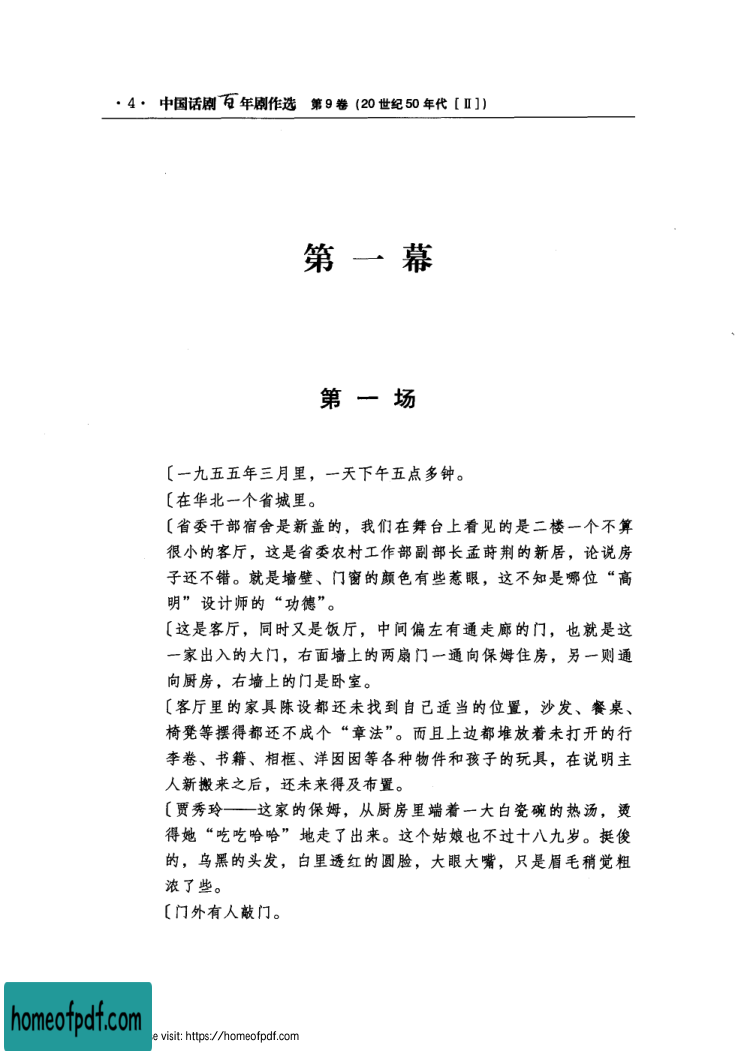 ·4· 中国话剧百年剧作选 第9卷（20世纪50年代［Ⅱ］）
第一幕
第一场
〔一九五五年三月里，一天下午五点多钟。
〔在华北一个省城里。
〔省委干部宿舍是新盖的，我们在舞台上看见的是二楼一个不算
很小的客厅，这是省委农村工作部副部长孟莳荆的新居，论说房
子还不错。就是墙壁、门窗的颜色有些惹眼，这不知是哪位“高
明”设计师的“功德”。
〔这是客厅，同时又是饭厅，中间偏左有通走廊的门，也就是这
一家出入的大门，右面墙上的两扇门一通向保姆住房，另一则通
向厨房，右墙上的门是卧室。
〔客厅里的家具陈设都还未找到自己适当的位置，沙发、餐桌、
椅凳等摆得都还不成个“章法”。而且上边都堆放着未打开的行
李卷、书籍、相框、洋囡囡等各种物件和孩子的玩具，在说明主
人新搬来之后，还未来得及布置。
〔贾秀玲——这家的保姆，从厨房里端着一大白瓷碗的热汤，烫
得她“吃吃哈哈”地走了出来。这个姑娘也不过十八九岁。挺俊
的，乌黑的头发，白里透红的圆脸，大眼大嘴，只是眉毛稍觉粗
浓了些。
〔门外有人敲门。
homeofpdf.com
e visit: https://homeofpdf.com